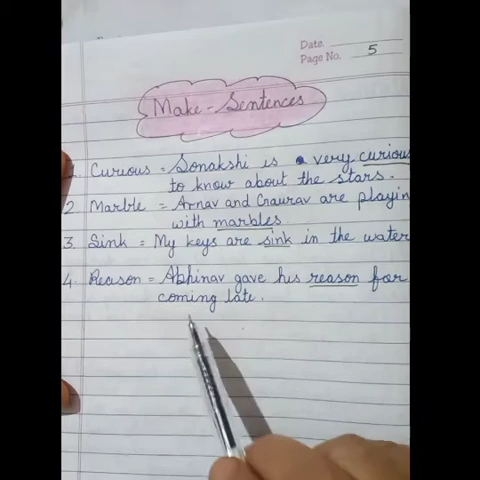 Date
Page No. 5
Make-Sentences
1. Curious = Sonakshi is very curious
to know about the stars.
2 Marble = Arnav and Gaurav are playin
with marbles
3. Sink = My keys are sink in the water
4. Reason = Abhinav gave his reason for
coming late.